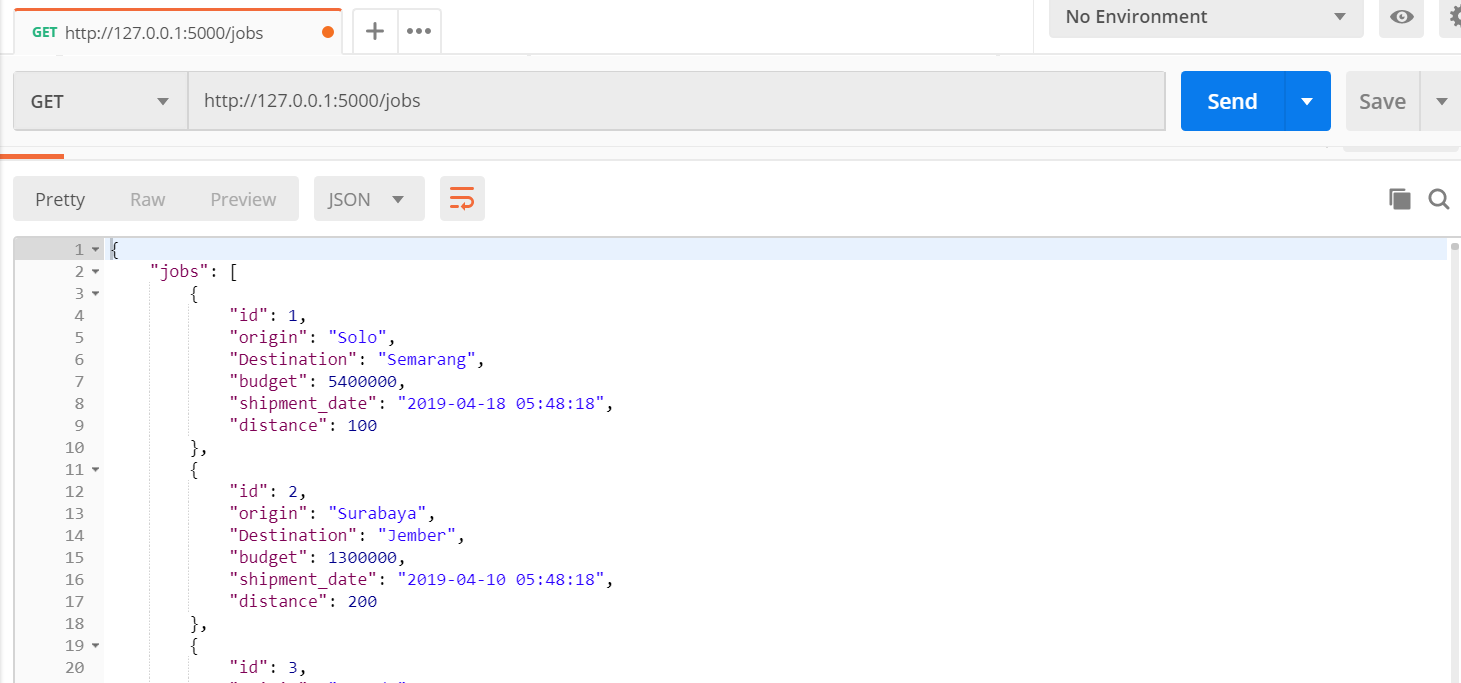 GET http://127.0.0.1:5000/jobs
No Environment
GET http://127.0.0.1:5000/jobs Send Save
Pretty Raw Preview JSON
1 {
2 "jobs": [
3 {
4 "id": 1,
5 "origin": "Solo",
6 "Destination": "Semarang",
7 "budget": 5400000,
8 "shipment_date": "2019-04-18 05:48:18",
9 "distance": 100
10 },
11 {
12 "id": 2,
13 "origin": "Surabaya",
14 "Destination": "Jember",
15 "budget": 1300000,
16 "shipment_date": "2019-04-10 05:48:18",
17 "distance": 200
18 },
19 {
20 "id": 3,